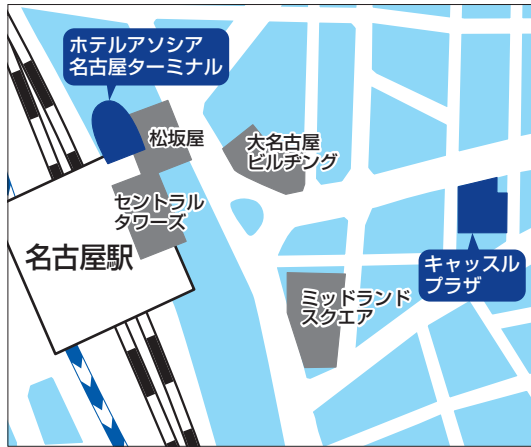 ホテルアソシア
名古屋ターミナル
松坂屋
大名古屋
ビルヂング
セントラル
タワーズ
名古屋駅
キャッスル
プラザ
ミッドランド
スクエア